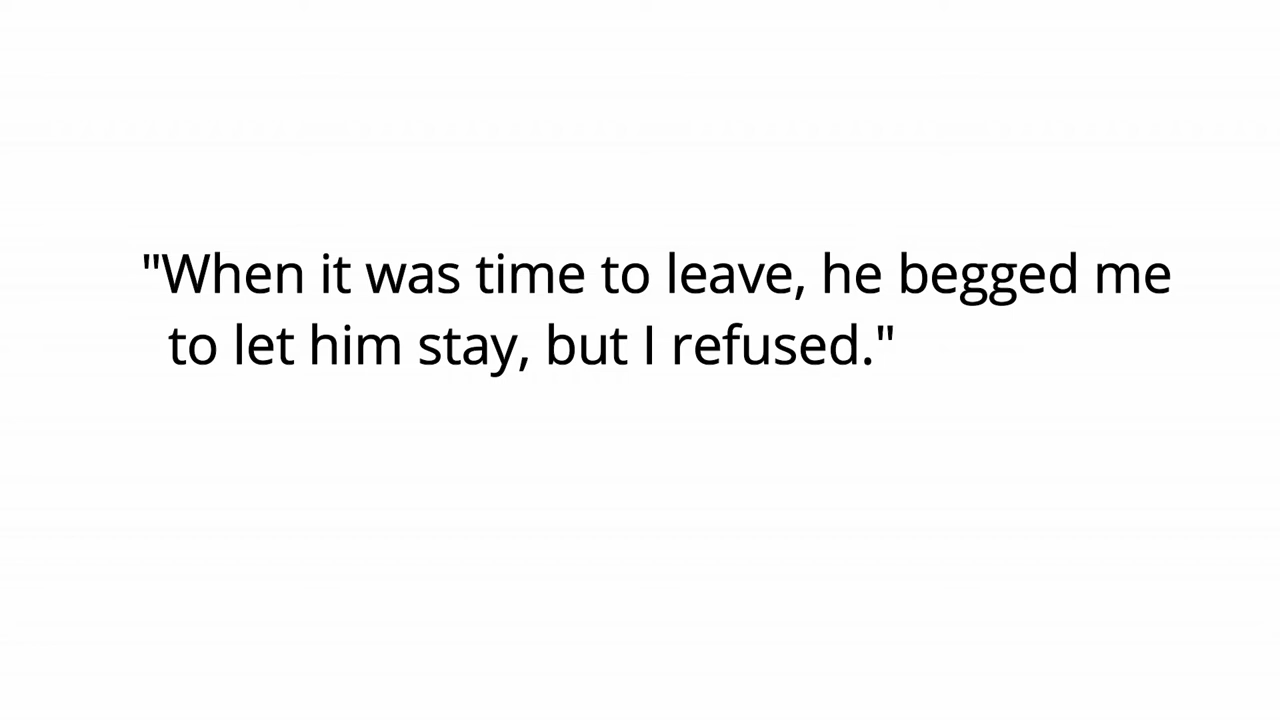 "When it was time to leave, he begged me
to let him stay, but I refused."